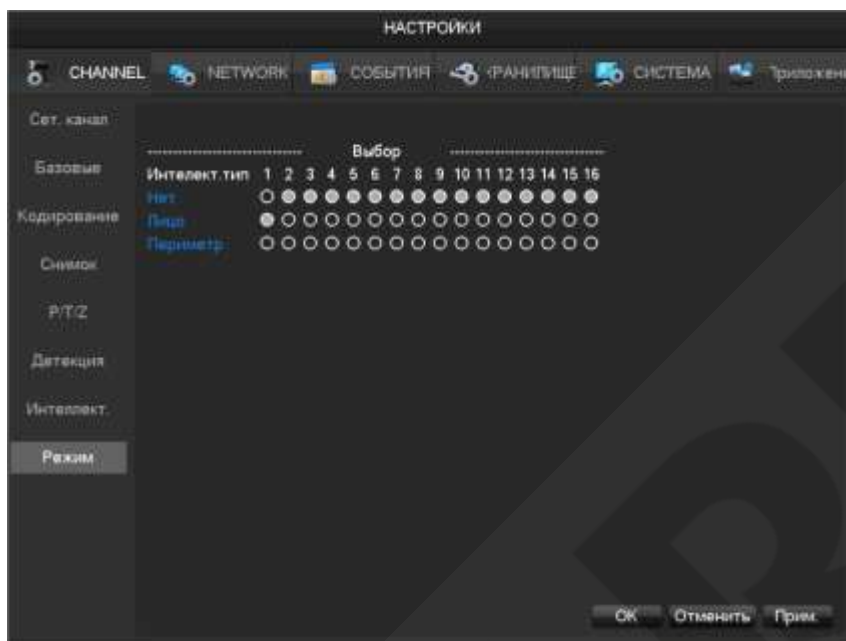 НАСТРОЙКИ
CHANNEL NETWORK СОБЫТИЯ ХРАНИЛИЩЕ СИСТЕМА Приложени
Сет. канал
Базовые
Кодирование
Снимок
P/T/Z
Детекция
Интеллект.
Режим
Выбор
Интелект.тип 1 2 3 4 5 6 7 8 9 10 11 12 13 14 15 16
Нет
Лицо
Периметр
OK Отменить Прим.